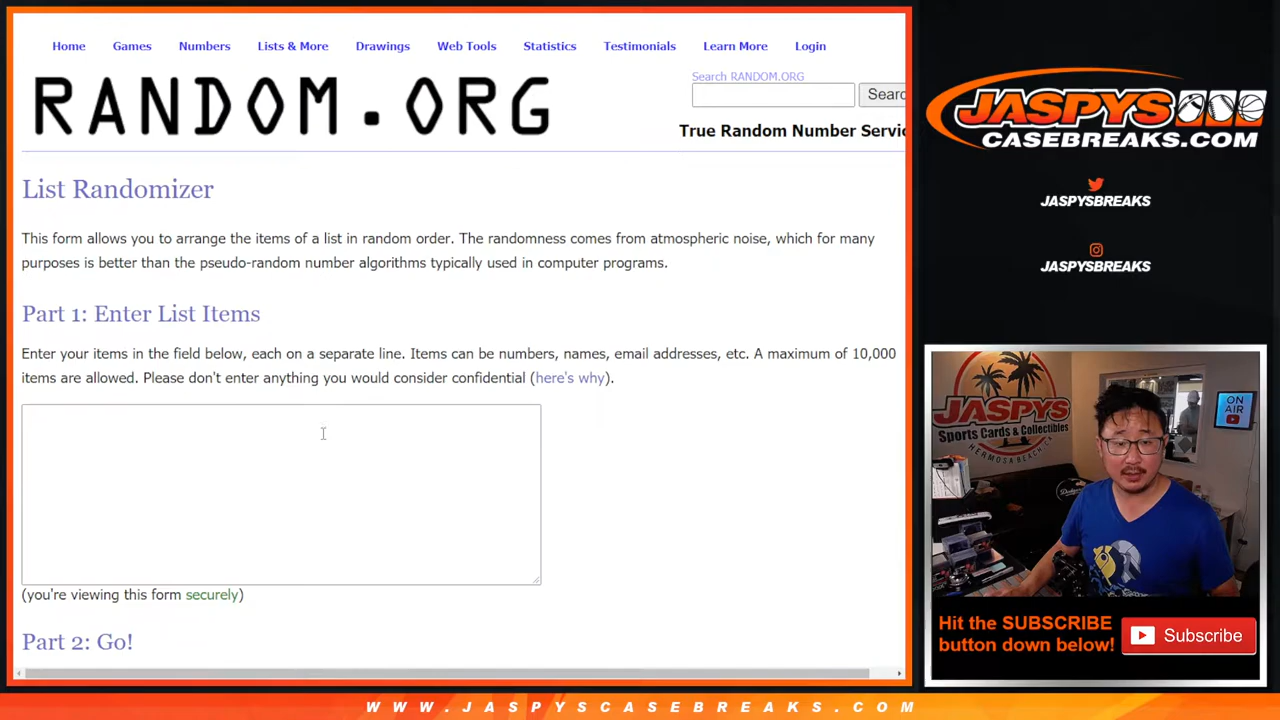 Home Games Numbers Lists & More Drawings Web Tools Statistics Testimonials Learn More Login
RANDOM.ORG
Search RANDOM.ORG
Searc
True Random Number Servic
List Randomizer
This form allows you to arrange the items of a list in random order. The randomness comes from atmospheric noise, which for many
purposes is better than the pseudo-random number algorithms typically used in computer programs.
Part 1: Enter List Items
Enter your items in the field below, each on a separate line. Items can be numbers, names, email addresses, etc. A maximum of 10,000
items are allowed. Please don't enter anything you would consider confidential (here's why).
(you're viewing this form securely)
Part 2: Go!
JASPYS
CASEBREAKS.COM
JASPYSBREAKS
JASPYSBREAKS
JASPYS
Sports Cards & Collectibles
HERMOSA BEACH, CA
ON
AIR
Dodgers
Hit the SUBSCRIBE
button down below!
Subscribe
WWW.JASPYSCASEBREAKS.COM